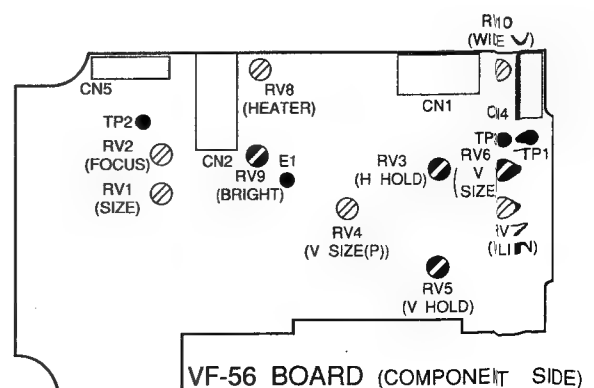 RV10
CN5
RV8
(HEATER)
CN1
TP2
RV2
(FOCUS)
CN2
E1
RV9
(BRIGHT)
RV3
(H HOLD)
TP1
RV6
V
SIZE
RV1
(SIZE)
RV4
(V SIZE(P))
RV5
(V HOLD)
VF-56 BOARD (COMPONENT SIDE)